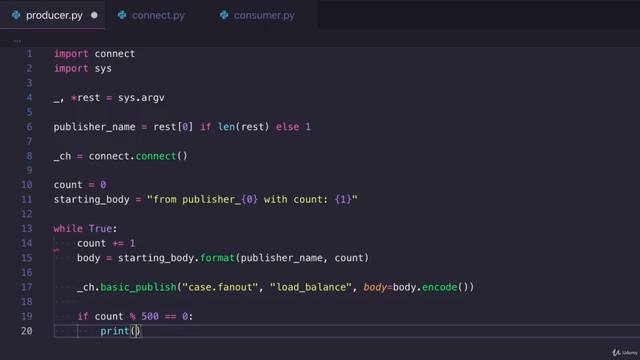 producer.py
connect.py
consumer.py
...
1 import connect
2 import sys
3
4 _, *rest = sys.argv
5
6 publisher_name = rest[0] if len(rest) else 1
7
8 _ch = connect.connect()
9
10 count = 0
11 starting_body = "from publisher_{0} with count: {1}"
12
13 while True:
14 count += 1
15 body = starting_body.format(publisher_name, count)
16
17 _ch.basic_publish("case.fanout", "load_balance", body=body.encode())
18
19 if count % 500 == 0:
20 print()
Udemy